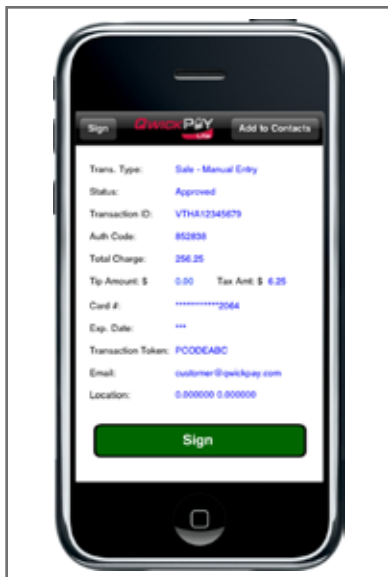 Sign QwickPAY Add to Contacts
Trans. Type: Sale - Manual Entry
Status: Approved
Transaction ID: VTHA12345679
Auth Code: 852838
Total Charge: 256.25
Tip Amount: $ 0.00 Tax Amt: $ 6.25
Card #: ************2064
Exp. Date: ***
Transaction Token: PCODEABC
Email: customer@qwickpay.com
Location: 0.000000 0.000000
Sign